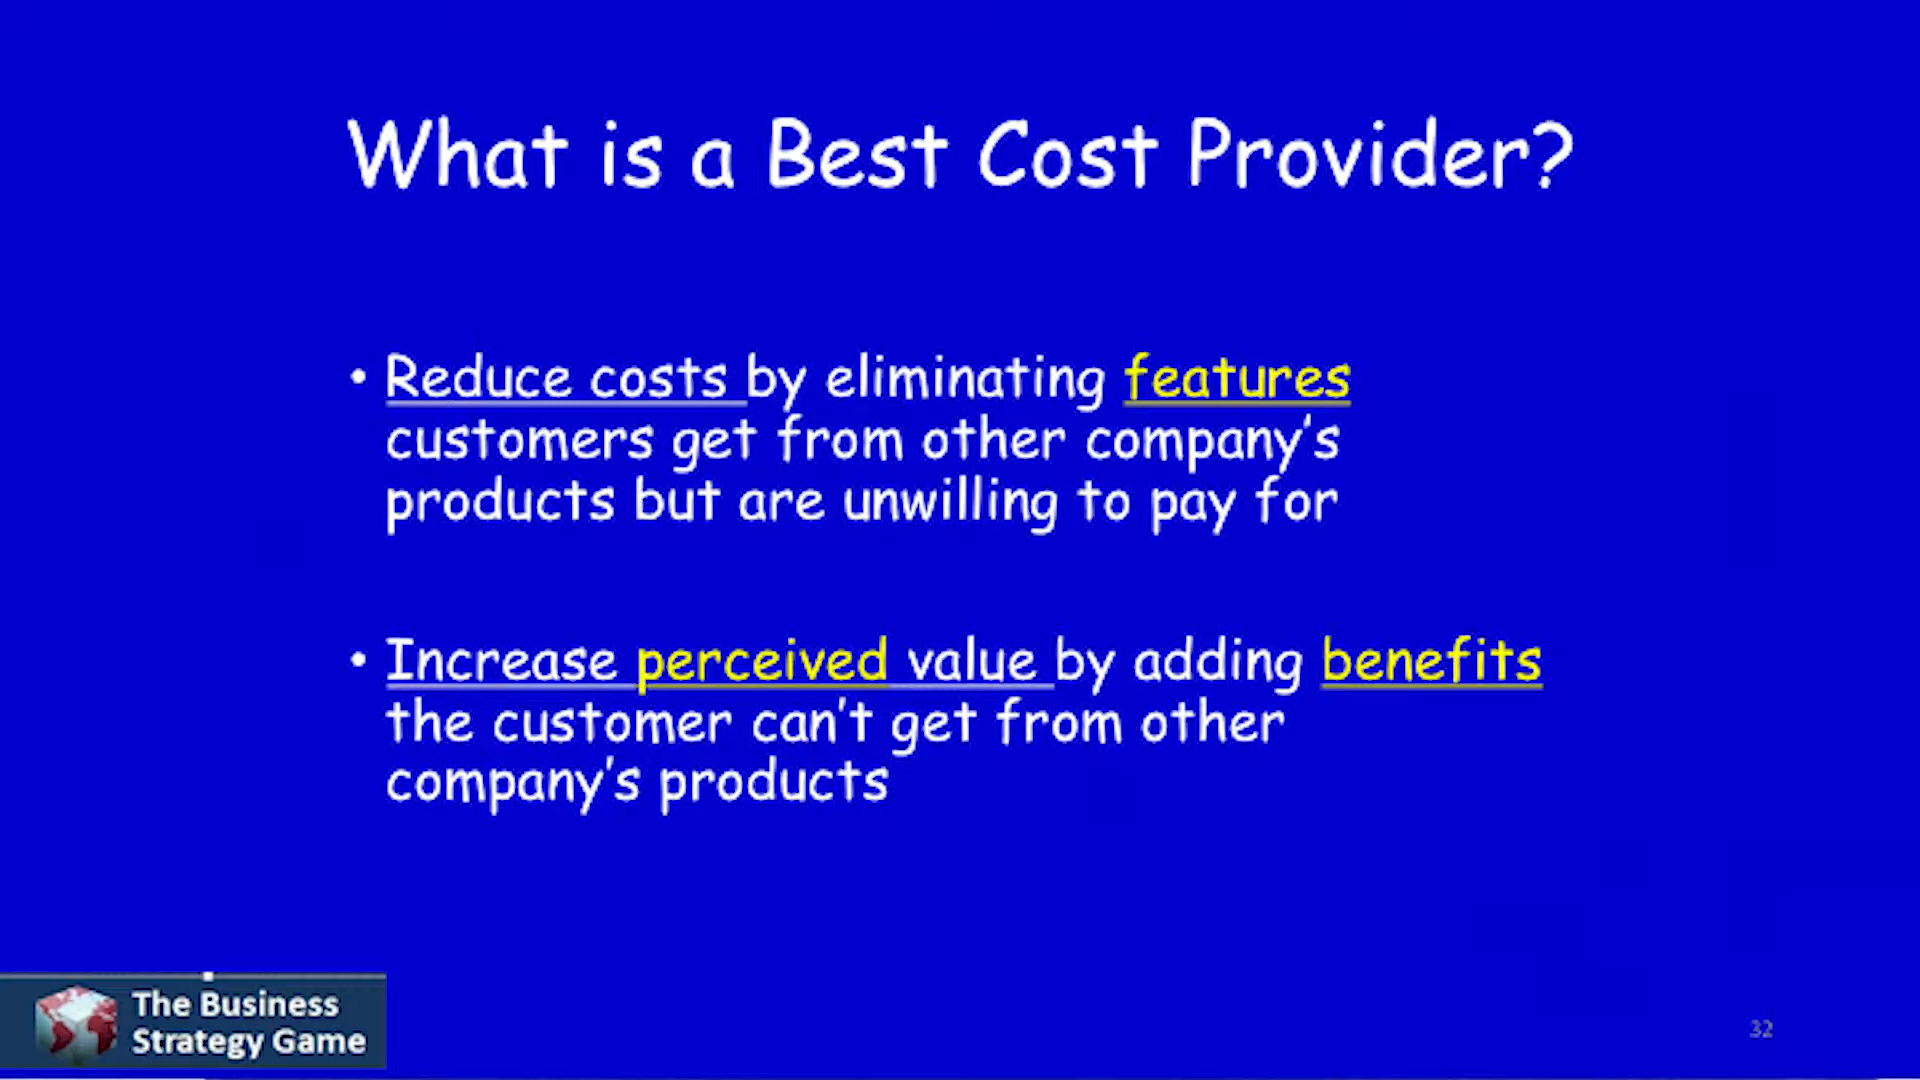 What is a Best Cost Provider?
• Reduce costs by eliminating features
customers get from other company's
products but are unwilling to pay for
• Increase perceived value by adding benefits
the customer can't get from other
company's products
The Business
Strategy Game
32